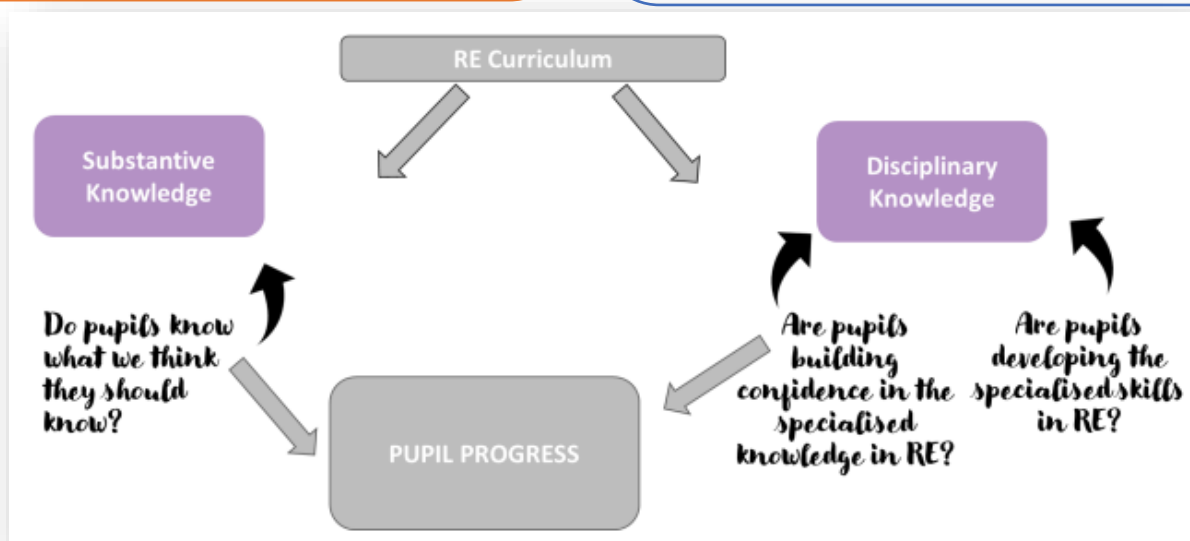 RE Curriculum
Substantive
Knowledge
Disciplinary
Knowledge
Do pupils know
what we think
they should
know?
Are pupils
building
confidence in the
specialised
knowledge in RE?
Are pupils
developing the
specialised skills
in RE?
PUPIL PROGRESS